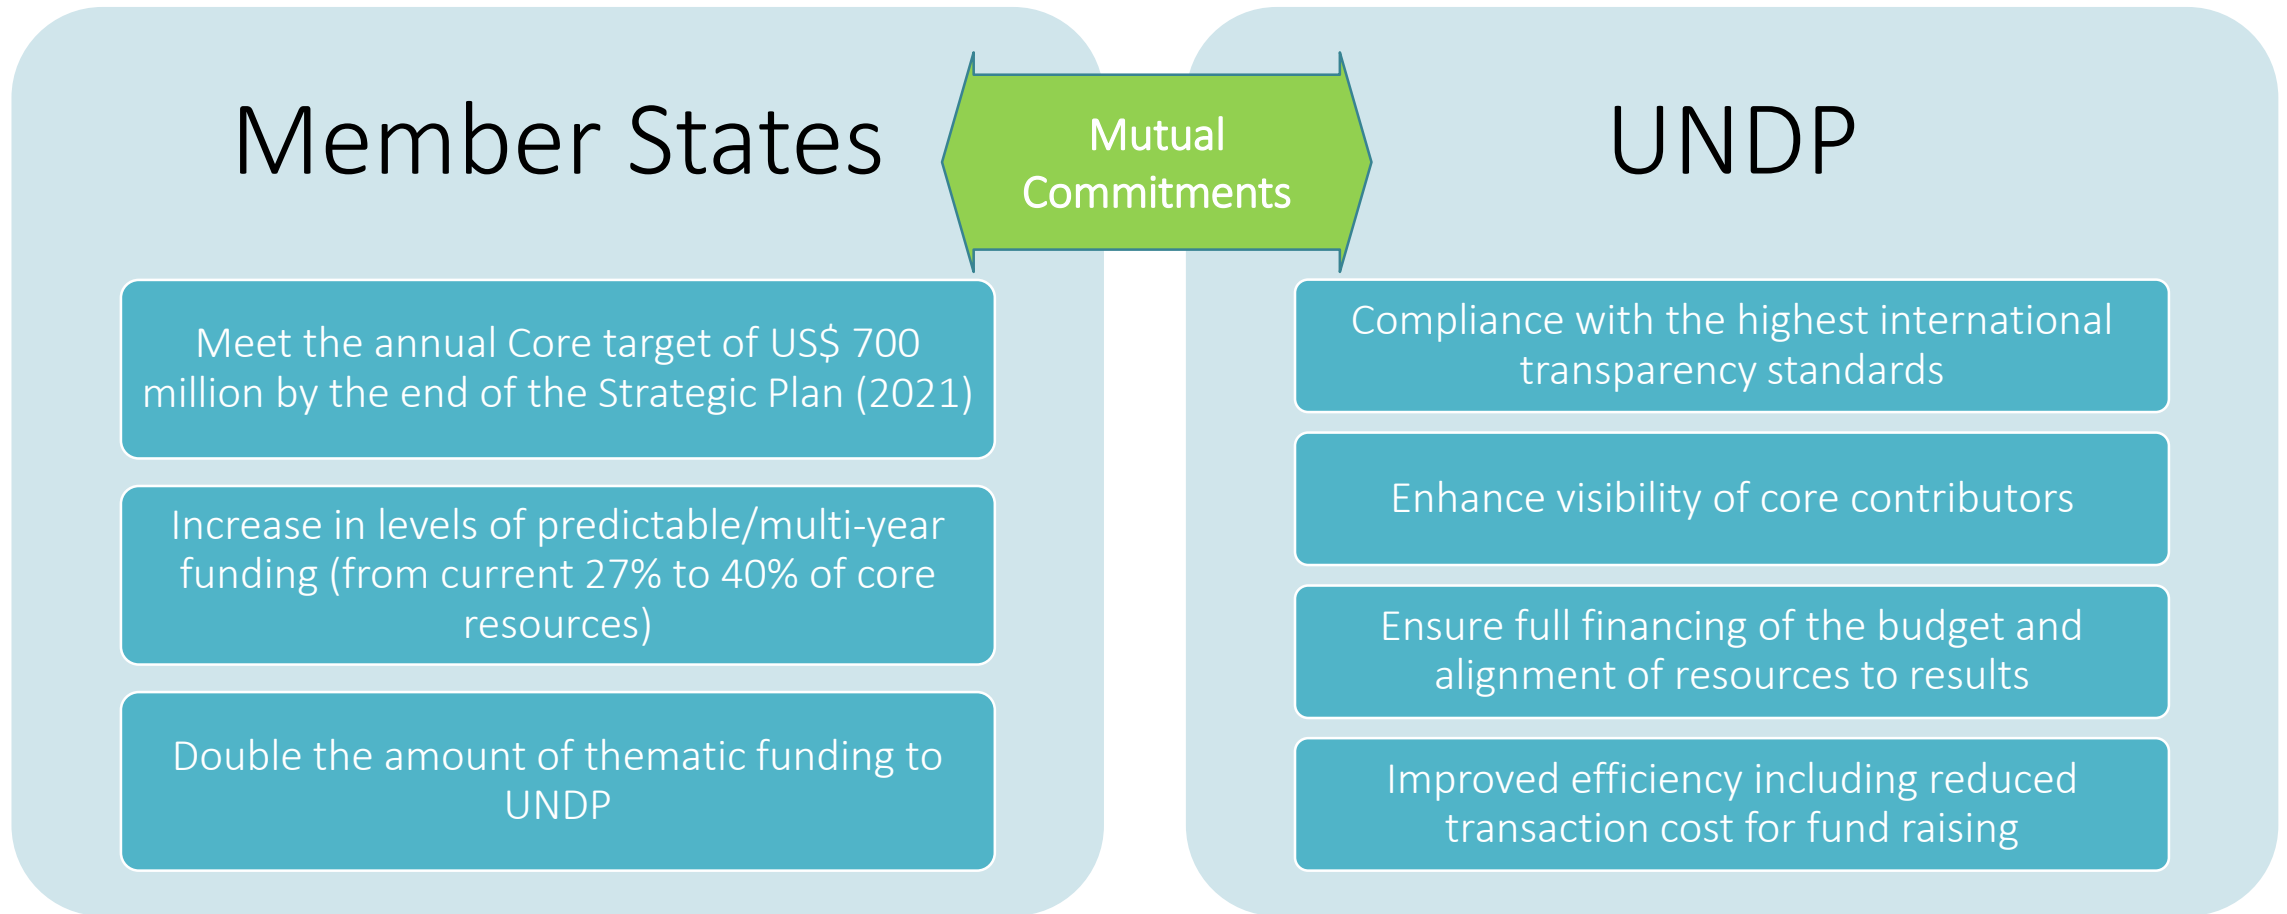 Member States
Mutual
Commitments
UNDP
Meet the annual Core target of US$ 700
million by the end of the Strategic Plan (2021)
Increase in levels of predictable/multi-year
funding (from current 27% to 40% of core
resources)
Double the amount of thematic funding to
UNDP
Compliance with the highest international
transparency standards
Enhance visibility of core contributors
Ensure full financing of the budget and
alignment of resources to results
Improved efficiency including reduced
transaction cost for fund raising